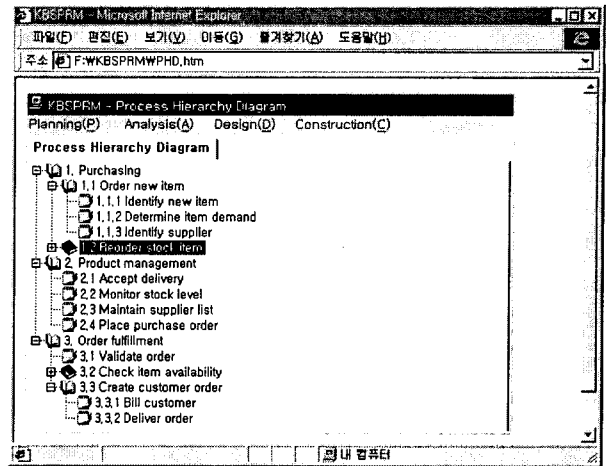 KBSPRM - Microsoft Internet Explorer
파일(F) 편집(E) 보기(V) 이동(G) 즐겨찾기(A) 도움말(H)
주소 F:\KBSPRM\PHD.htm
KBSPRM - Process Hierarchy Diagram
Planning(P) Analysis(A) Design(D) Construction(C)
Process Hierarchy Diagram
1. Purchasing
1.1 Order new item
1.1.1 Identify new item
1.1.2 Determine item demand
1.1.3 Identify supplier
1.2 Reorder stock item
2. Product management
2.1 Accept delivery
2.2 Monitor stock level
2.3 Maintain supplier list
2.4 Place purchase order
3. Order fulfillment
3.1 Validate order
3.2 Check item availability
3.3 Create customer order
3.3.1 Bill customer
3.3.2 Deliver order
내 컴퓨터